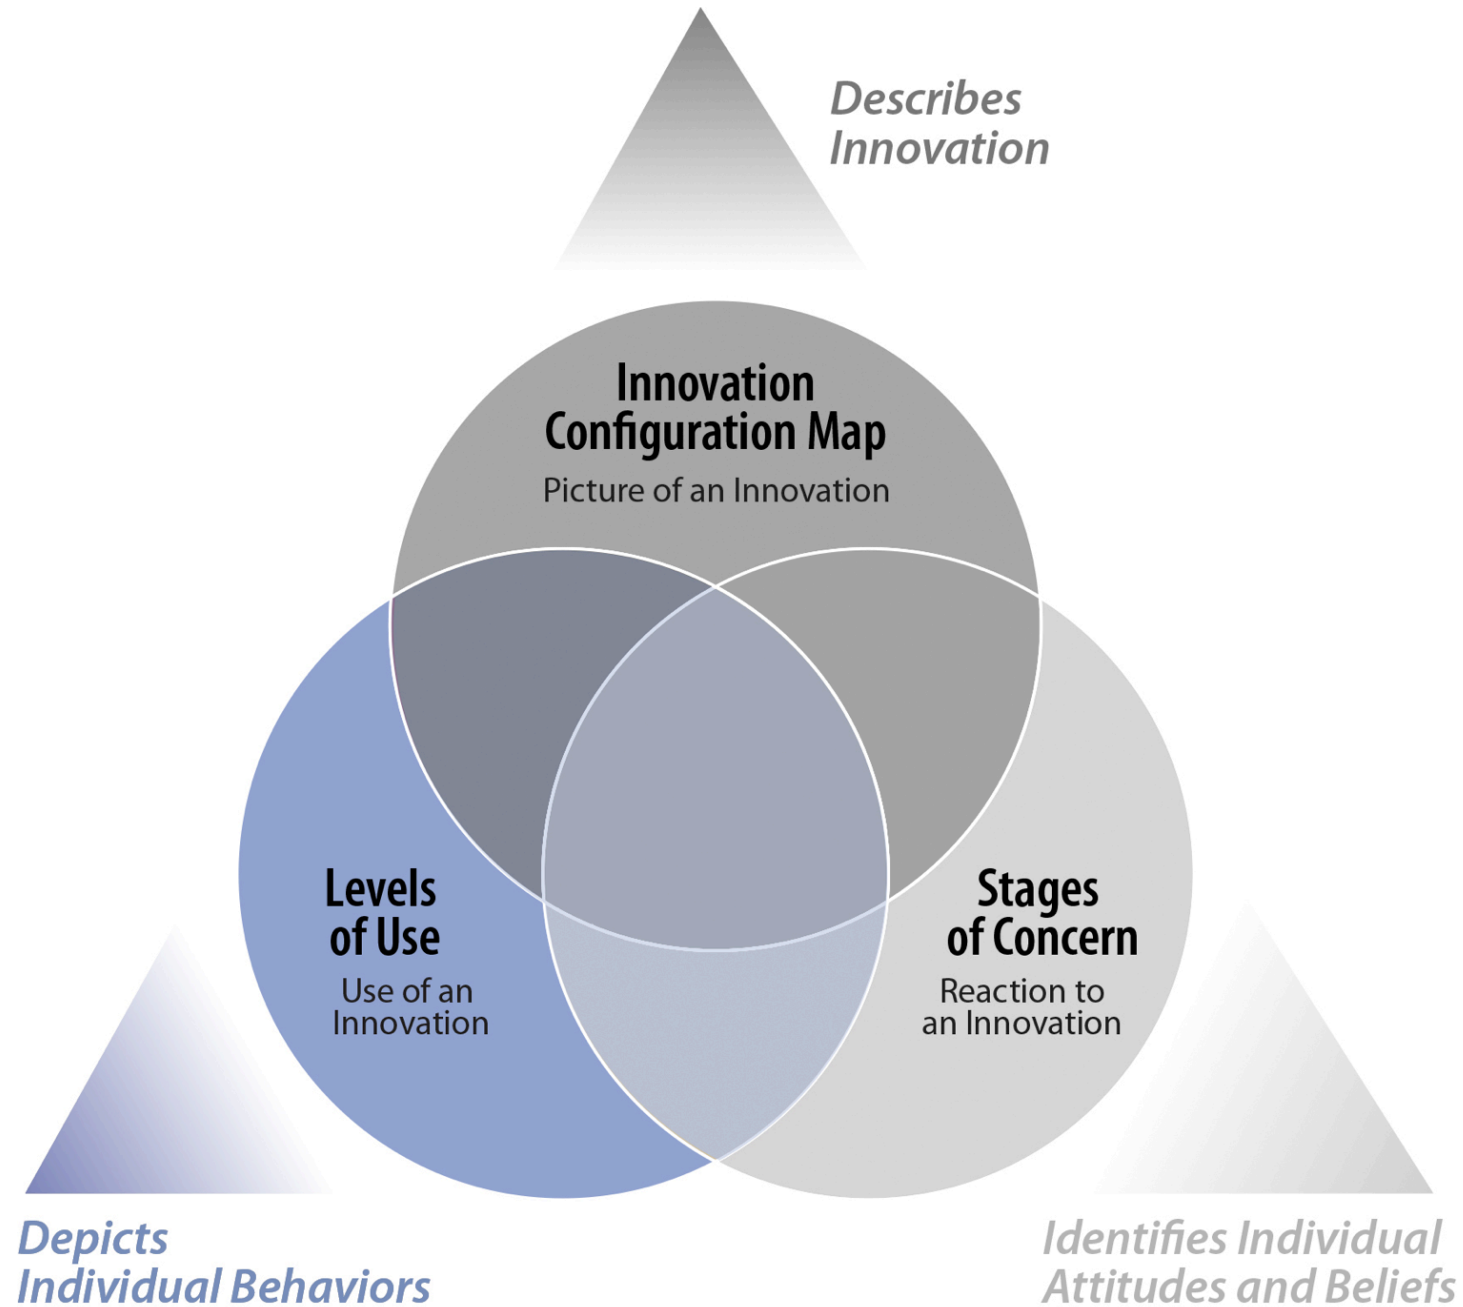 Describes
Innovation
Innovation
Configuration Map
Picture of an Innovation
Levels
of Use
Use of an
Innovation
Stages
of Concern
Reaction to
an Innovation
Depicts
Individual Behaviors
Identifies Individual
Attitudes and Beliefs